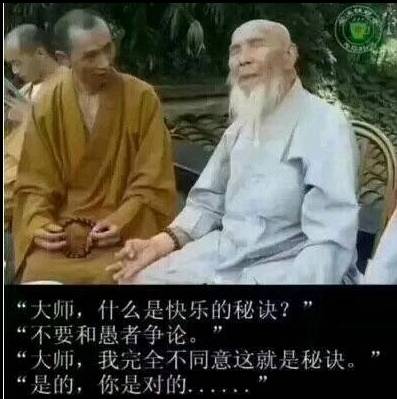 “大师，什么是快乐的秘诀？”
“不要和愚者争论。”
“大师，我完全不同意这就是秘诀。”
“是的，你是对的......”